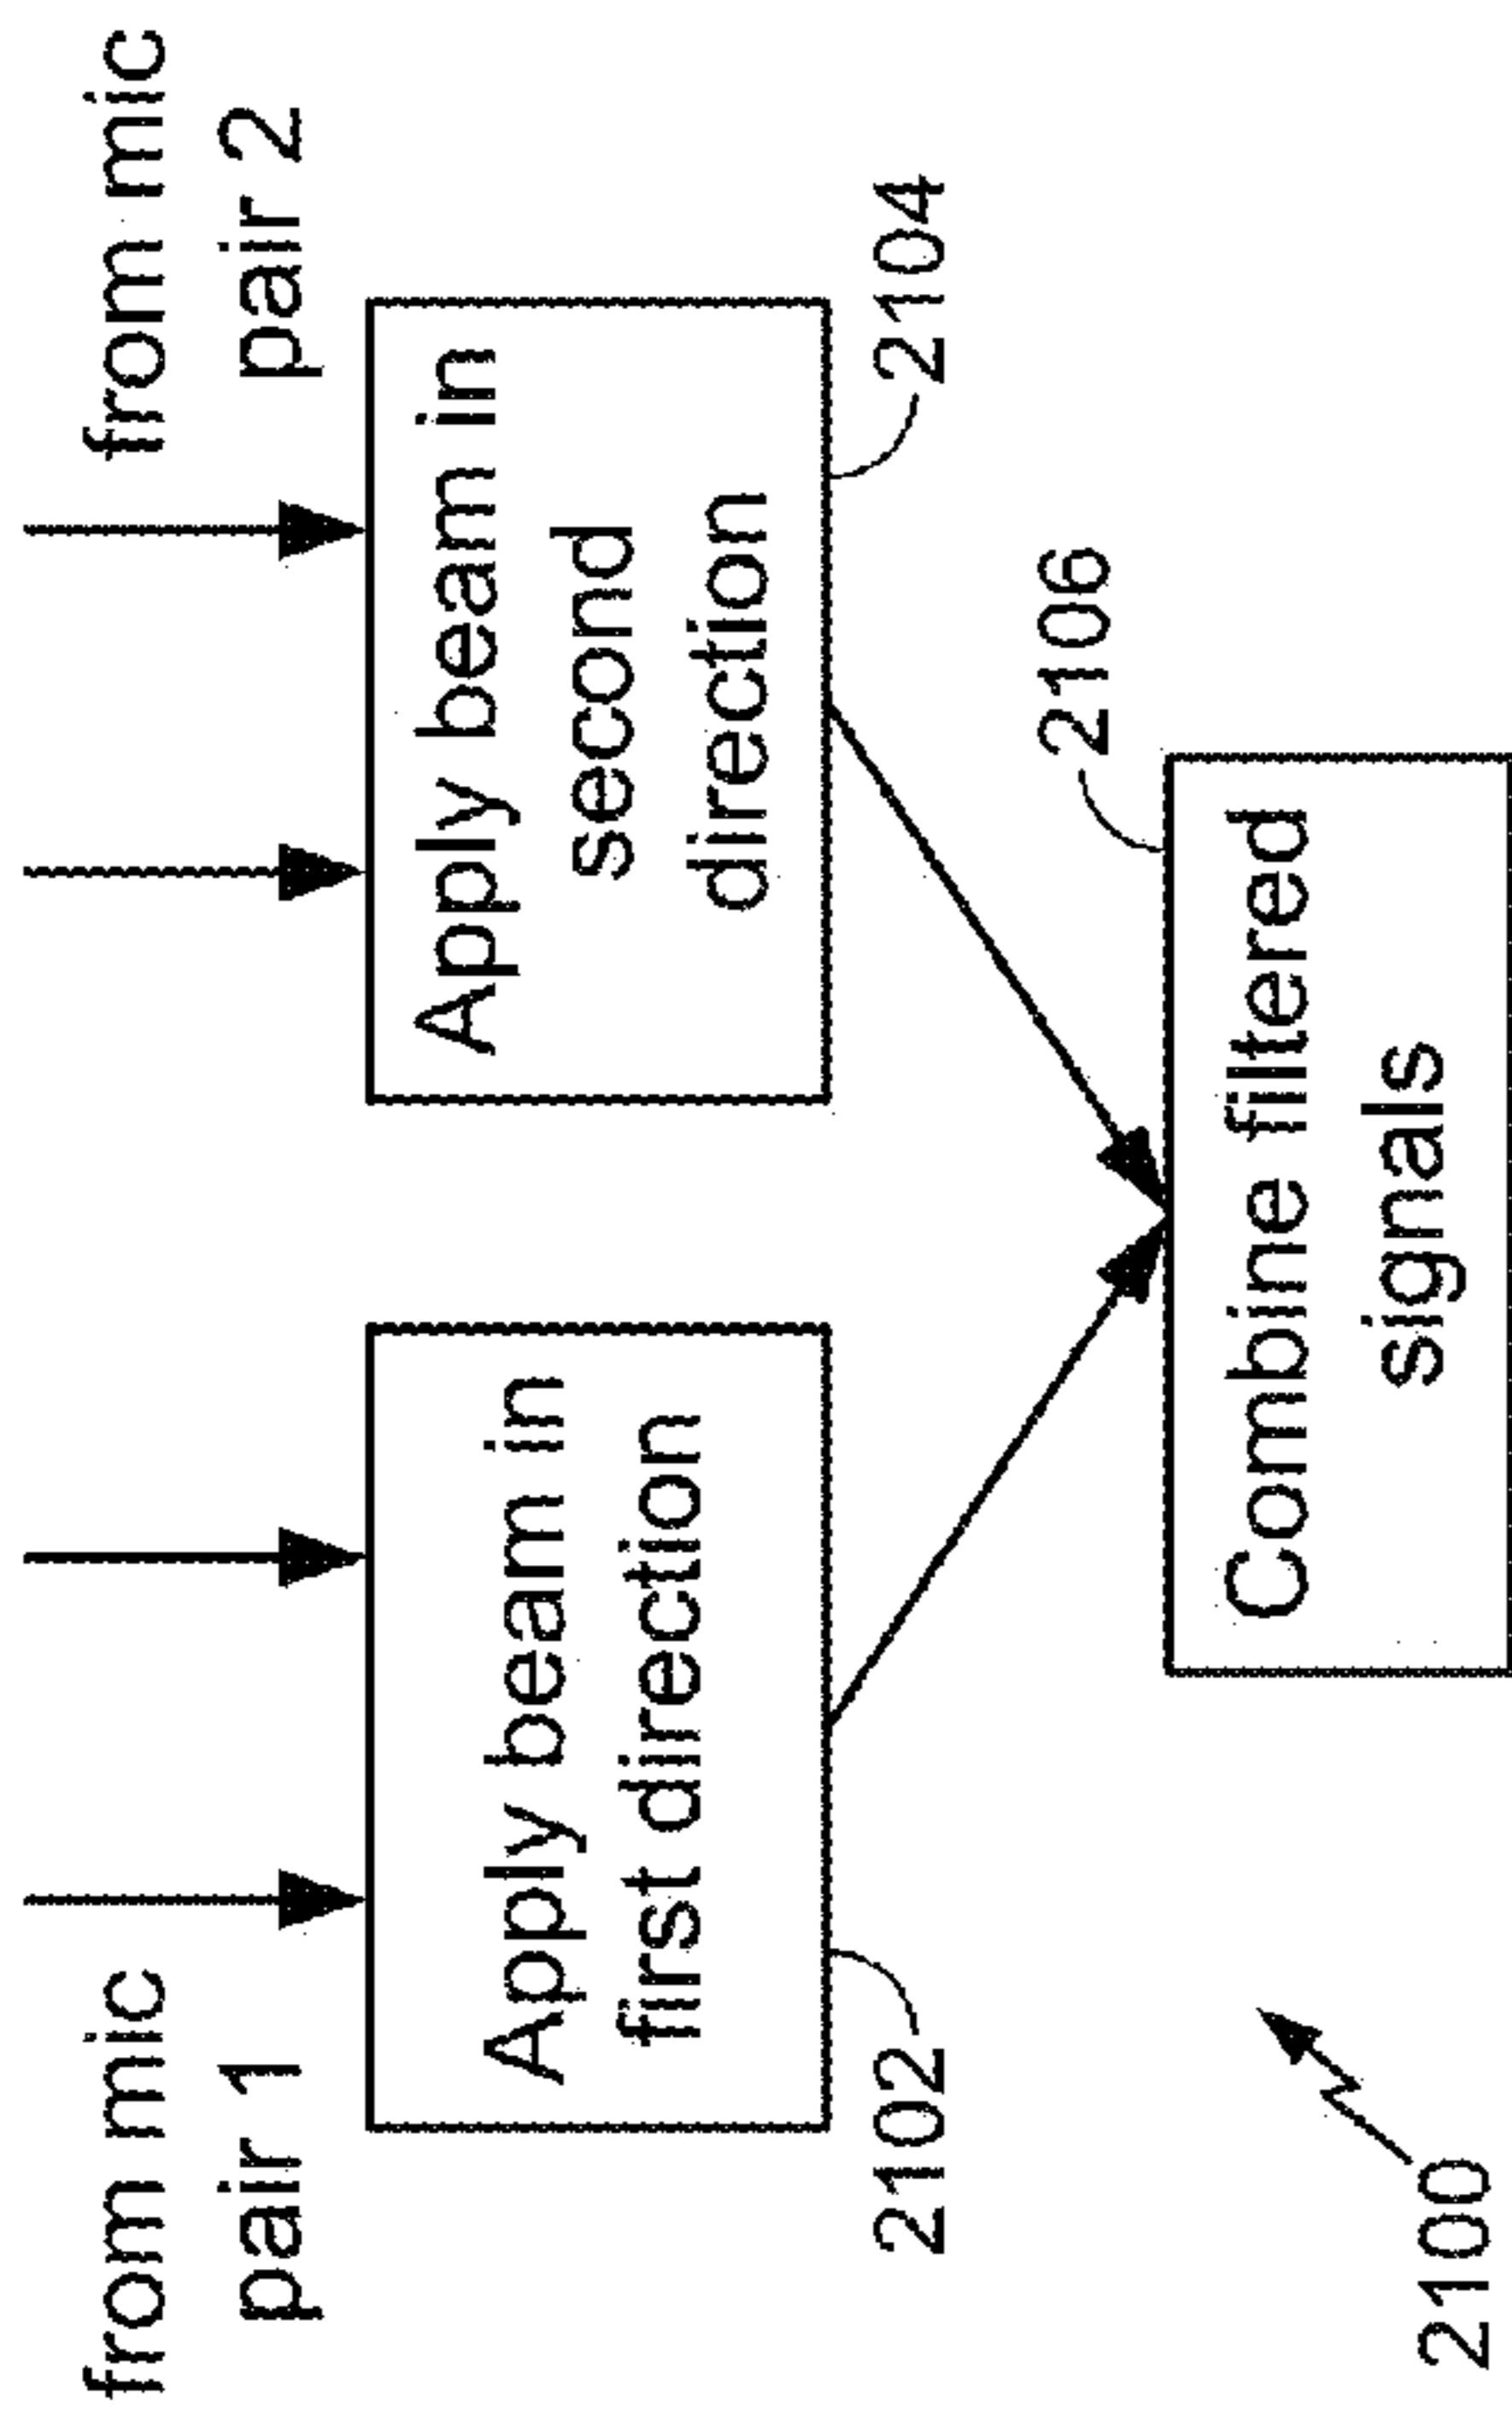 from mic
pair 1
from mic
pair 2
Apply beam in
first direction
Apply beam in
second
direction
2102
2104
2106
Combine filtered
signals
2100